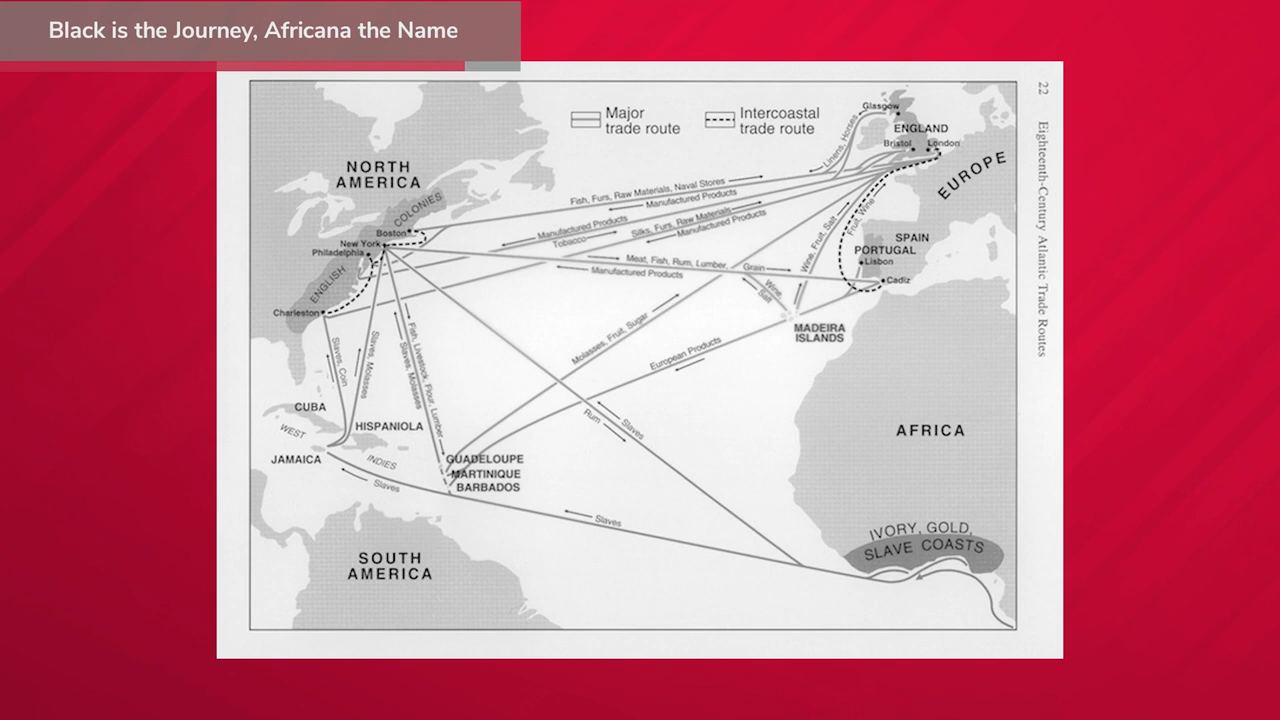 Black is the Journey, Africana the Name
22 Eighteenth-Century Atlantic Trade Routes
Major
trade route
Intercoastal
trade route
Glasgow
ENGLAND
Bristol
London
Linens, Horses
EUROPE
NORTH
AMERICA
COLONIES
Fish, Furs, Raw Materials, Naval Stores
Manufactured Products
Boston
New York
Philadelphia
ENGLISH
Charleston
Manufactured Products
Tobacco
Silks, Furs, Raw Materials
Manufactured Products
Fruit, Wine
Wine, Fruit, Salt
SPAIN
PORTUGAL
Lisbon
Cadiz
Meat, Fish, Rum, Lumber,
Grain
Manufactured Products
Wine,
Salt
MADEIRA
ISLANDS
Molasses, Fruit, Sugar
European Products
Slaves, Coin
Slaves, Molasses
Fish, Livestock, Flour, Lumber
Slaves, Molasses
CUBA
WEST
HISPANIOLA
JAMAICA
INDIES
GUADELOUPE
MARTINIQUE
BARBADOS
Rum
Slaves
AFRICA
Slaves
Slaves
IVORY, GOLD,
SLAVE COASTS
SOUTH
AMERICA